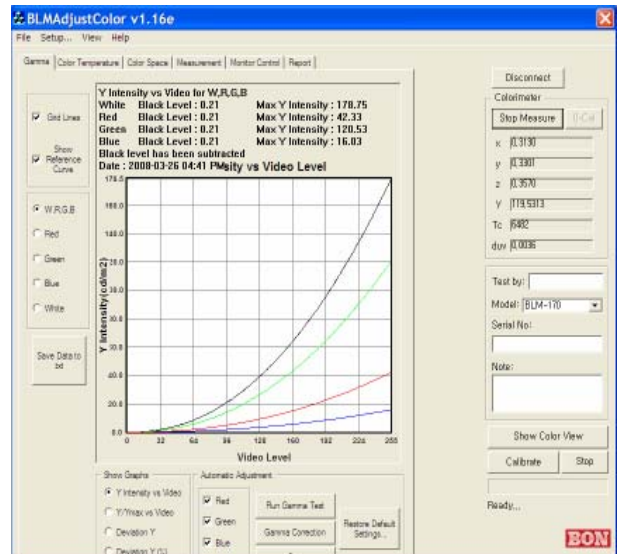 BLMAdjustColor v1.16e
File Setup... View Help
Gamma Color Temperature Color Space Measurement Monitor Control Report
Grid Lines
Show
Reference
Curve
W.R.G.B
Red
Green
Blue
White
Save Data to
txt
Y Intensity vs Video for W,R,G,B
White Black Level : 0.21 Max Y Intensity : 178.75
Red Black Level : 0.21 Max Y Intensity : 42.33
Green Black Level : 0.21 Max Y Intensity : 120.53
Blue Black Level : 0.21 Max Y Intensity : 16.03
Black level has been subtracted
Date : 2008-03-26 04:41 PM
sity vs Video Level
Y Intensity(cd/m2)
160.0
140.0
40.0
20.0
0.0
0 32 64 96 128 160 192 224 255
Video Level
Show Graphs
Y Intensity vs Video
Y/Ymax vs Video
Deviation Y
Deviation Y (%)
Automatic Adjustment
Red
Green
Blue
Run Gamma Test
Gamma Correction
Restore Default
Settings...
Disconnect
Colorimeter
Stop Measure 0-Cal
x 0.3130
y 0.3301
z 0.3570
Y 119.5313
Tc 6482
duv 0.0036
Test by:
Model: BLM-170
Serial No:
Note:
Show Color View
Calibrate Stop
Ready...
BON